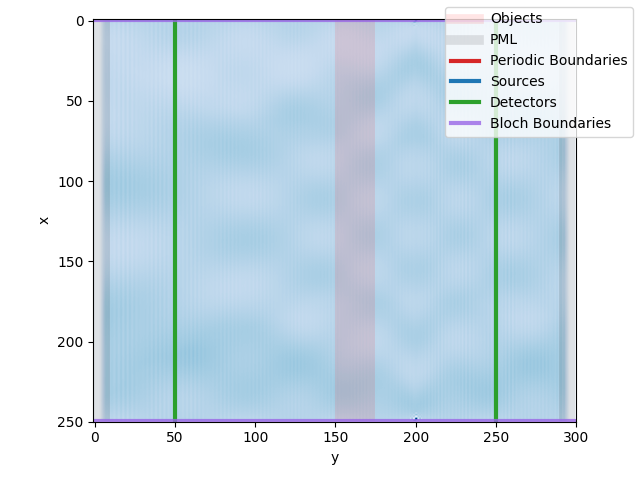 Objects
PML
Periodic Boundaries
Sources
Detectors
Bloch Boundaries
0
50
100
150
200
250
x
0 50 100 150 200 250 300
y